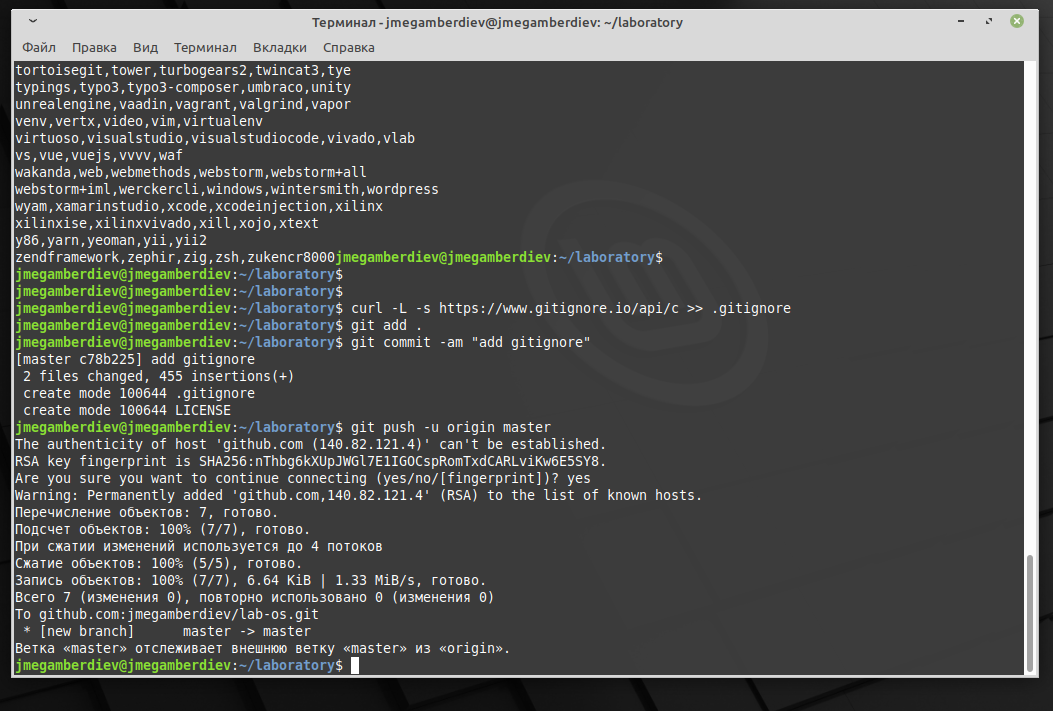 Терминал - jmegamberdiev@jmegamberdiev: ~/laboratory
Файл Правка Вид Терминал Вкладки Справка
tortoisegit,tower,turbogears2,twincat3,tye
typings,typo3,typo3-composer,umbraco,unity
unrealengine,vaadin,vagrant,valgrind,vapor
venv,vertx,video,vim,virtualenv
virtuoso,visualstudio,visualstudiocode,vivado,vlab
vs,vue,vuejs,vvvv,waf
wakanda,web,webmethods,webstorm,webstorm+all
webstorm+iml,werckercli,windows,wintersmith,wordpress
wyam,xamarinstudio,xcode,xcodeinjection,xilinx
xilinxise,xilinxvivado,xill,xojo,xtext
y86,yarn,yeoman,yii,yii2
zendframework,zephir,zig,zsh,zukencr8000jmegamberdiev@jmegamberdiev:~/laboratory$
jmegamberdiev@jmegamberdiev:~/laboratory$
jmegamberdiev@jmegamberdiev:~/laboratory$
jmegamberdiev@jmegamberdiev:~/laboratory$ curl -L -s https://www.gitignore.io/api/c >> .gitignore
jmegamberdiev@jmegamberdiev:~/laboratory$ git add .
jmegamberdiev@jmegamberdiev:~/laboratory$ git commit -am "add gitignore"
[master c78b225] add gitignore
 2 files changed, 455 insertions(+)
 create mode 100644 .gitignore
 create mode 100644 LICENSE
jmegamberdiev@jmegamberdiev:~/laboratory$ git push -u origin master
The authenticity of host 'github.com (140.82.121.4)' can't be established.
RSA key fingerprint is SHA256:nThbg6kXUpJWGl7E1IGOCspRomTxdCARLviKw6E5SY8.
Are you sure you want to continue connecting (yes/no/[fingerprint])? yes
Warning: Permanently added 'github.com,140.82.121.4' (RSA) to the list of known hosts.
Перечисление объектов: 7, готово.
Подсчет объектов: 100% (7/7), готово.
При сжатии изменений используется до 4 потоков
Сжатие объектов: 100% (5/5), готово.
Запись объектов: 100% (7/7), 6.64 KiB | 1.33 MiB/s, готово.
Всего 7 (изменения 0), повторно использовано 0 (изменения 0)
To github.com:jmegamberdiev/lab-os.git
 * [new branch]      master -> master
Ветка «master» отслеживает внешнюю ветку «master» из «origin».
jmegamberdiev@jmegamberdiev:~/laboratory$